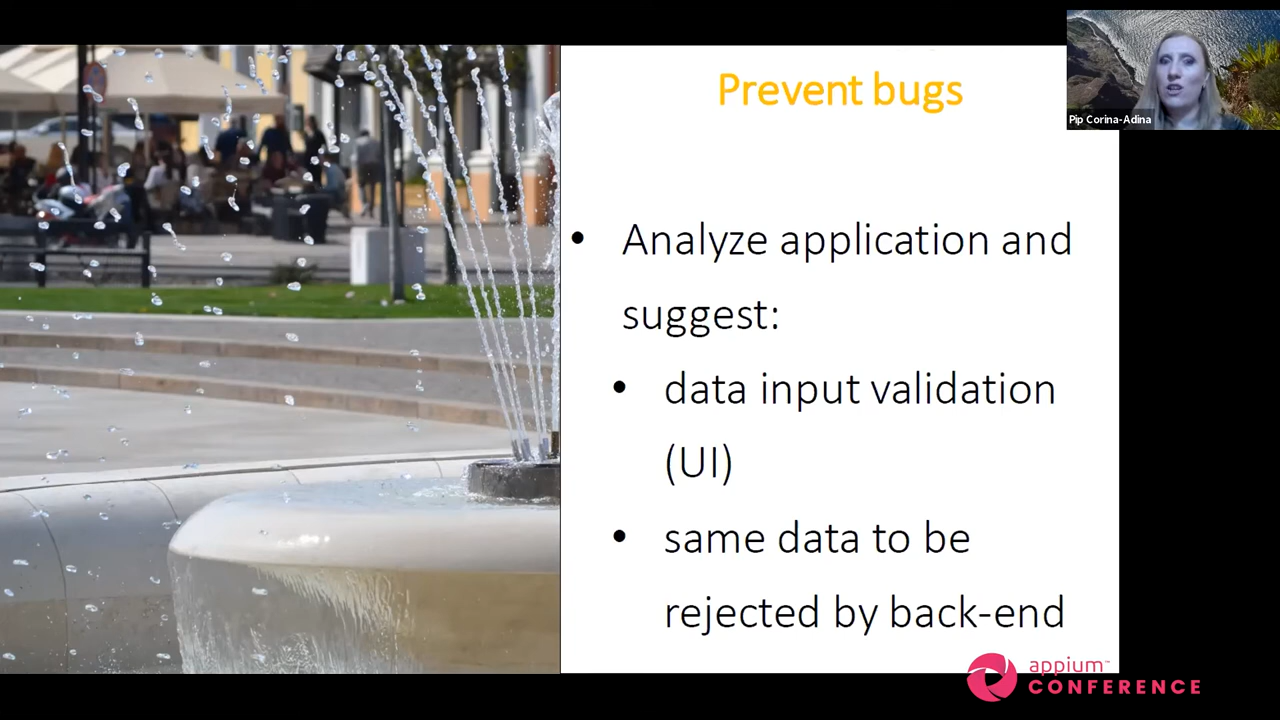 Prevent bugs
Pip Corina-Adina
• Analyze application and
suggest:
• data input validation
(UI)
• same data to be
rejected by back-end
appium™
CONFERENCE